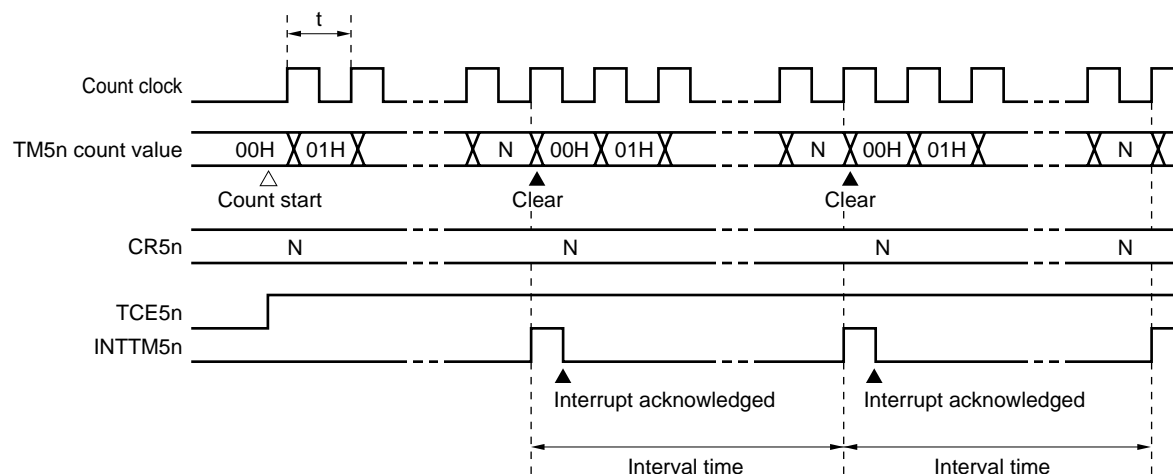 t
Count clock
TM5n count value 00H 01H N 00H 01H N 00H 01H N
Count start Clear Clear
CR5n N N N N
TCE5n
INTTM5n
Interrupt acknowledged Interrupt acknowledged
Interval time Interval time